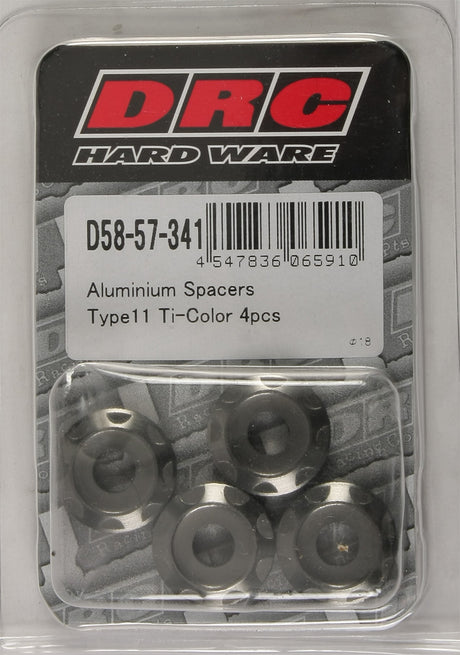 DRC
HARD WARE
D58-57-341
4 547836 065910
Aluminium Spacers
Type11 Ti-Color 4pcs
φ18